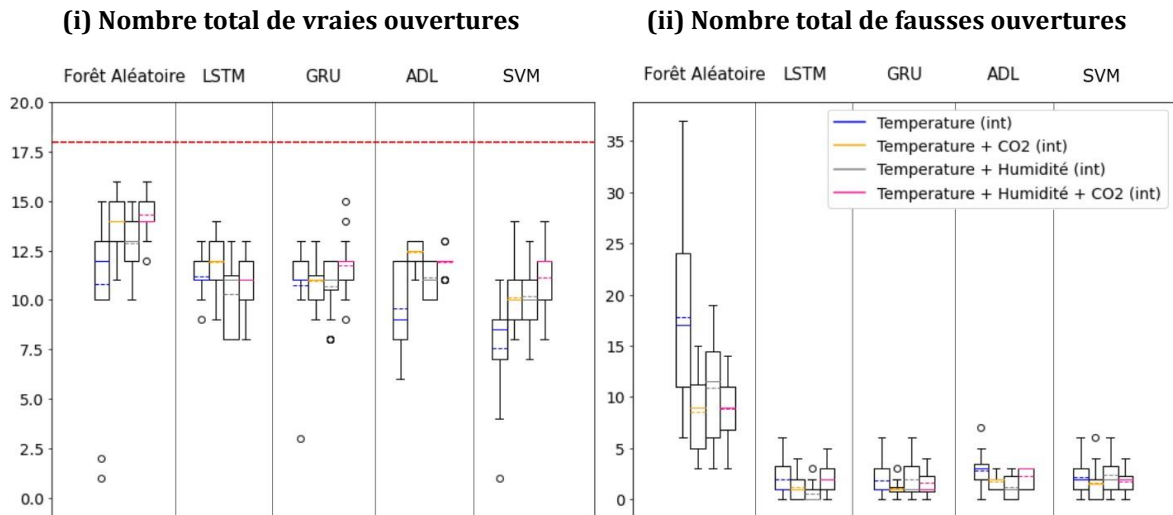 (i) Nombre total de vraies ouvertures
(ii) Nombre total de fausses ouvertures
Forêt Aléatoire LSTM GRU ADL SVM
20.0
17.5
15.0
12.5
10.0
7.5
5.0
2.5
0.0
Forêt Aléatoire LSTM GRU ADL SVM
35
30
25
20
15
10
5
0
Temperature (int)
Temperature + CO2 (int)
Temperature + Humidité (int)
Temperature + Humidité + CO2 (int)